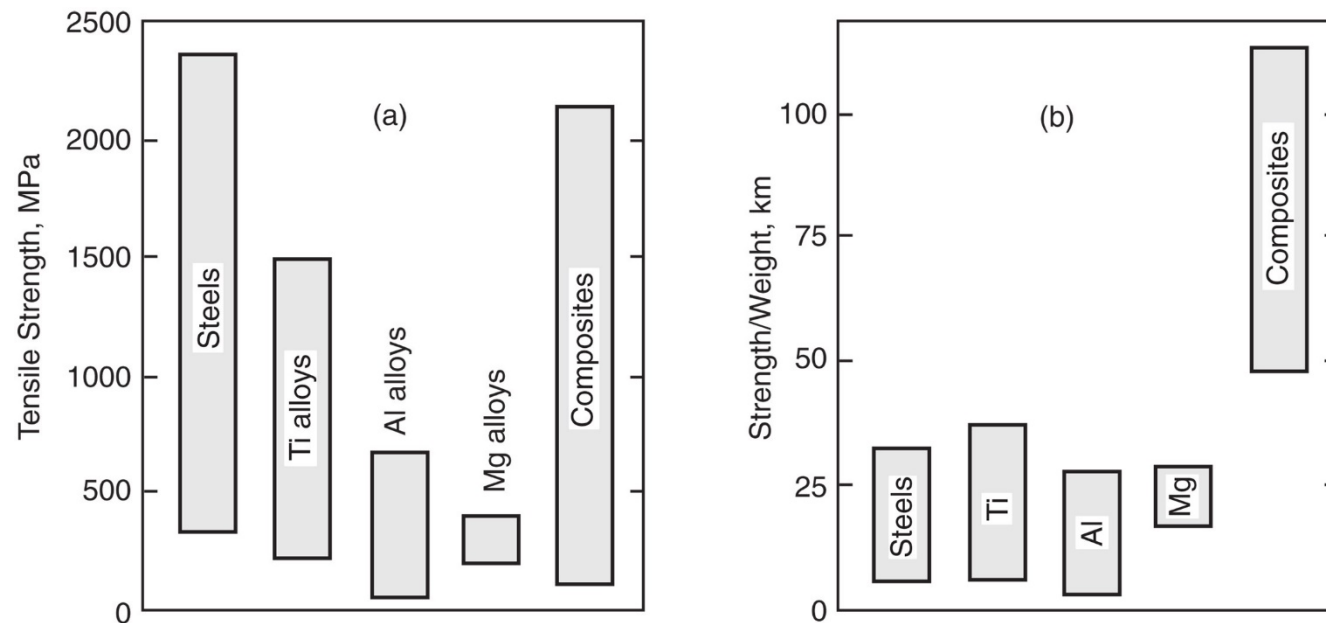 Tensile Strength, MPa
2500
2000
1500
1000
500
0
(a)
Steels
Ti alloys
Al alloys
Mg alloys
Composites
Strength/Weight, km
100
75
50
25
0
(b)
Steels
Ti
Al
Mg
Composites